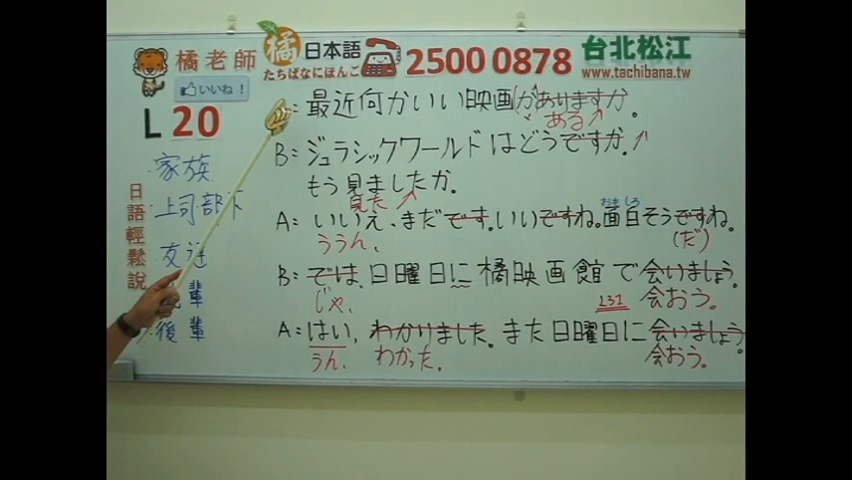 橘老師
橘日本語
たちばなにほんご
2500 0878
台北松江
www.tachibana.tw
いいね！
L20
家族
上司部下
友達
輩
後輩
日語輕鬆說
：最近何かいい映画(が)ありますか。
ある↗
B：ジュラシックワールドはどうですか。↗
もう見ましたか。
見た↗
A：いいえ、まだです。いいですね。面白そうですね。
おもしろ
ううん、
(だ)
B：では、日曜日に橘映画館で会いましょう。
じゃ、
L31
会おう。
A：はい、わかりました。また日曜日に会いましょう。
うん、
わかった。
会おう。